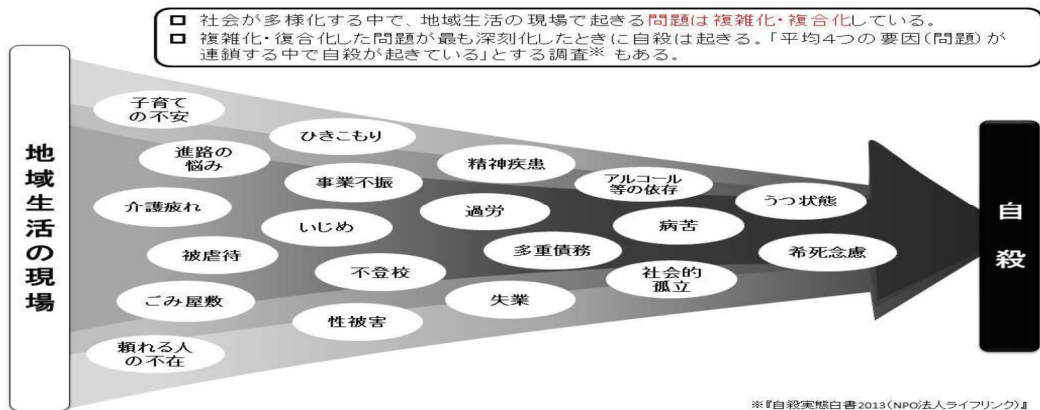 □ 社会が多様化する中で、地域生活の現場で起きる問題は複雑化・複合化している。
□ 複雑化・復合化した問題が最も深刻化したときに自殺は起きる。「平均4つの要因(問題)が
連鎖する中で自殺が起きている」とする調査※ もある。
地域生活の現場
子育て
の不安
進路の
悩み
介護疲れ
被虐待
ごみ屋敷
頼れる人
の不在
ひきこもり
事業不振
いじめ
不登校
性被害
精神疾患
過労
多重債務
失業
アルコール
等の依存
病苦
社会的
孤立
うつ状態
希死念慮
自殺
※『自殺実態白書2013(NPO法人ライフリンク)』